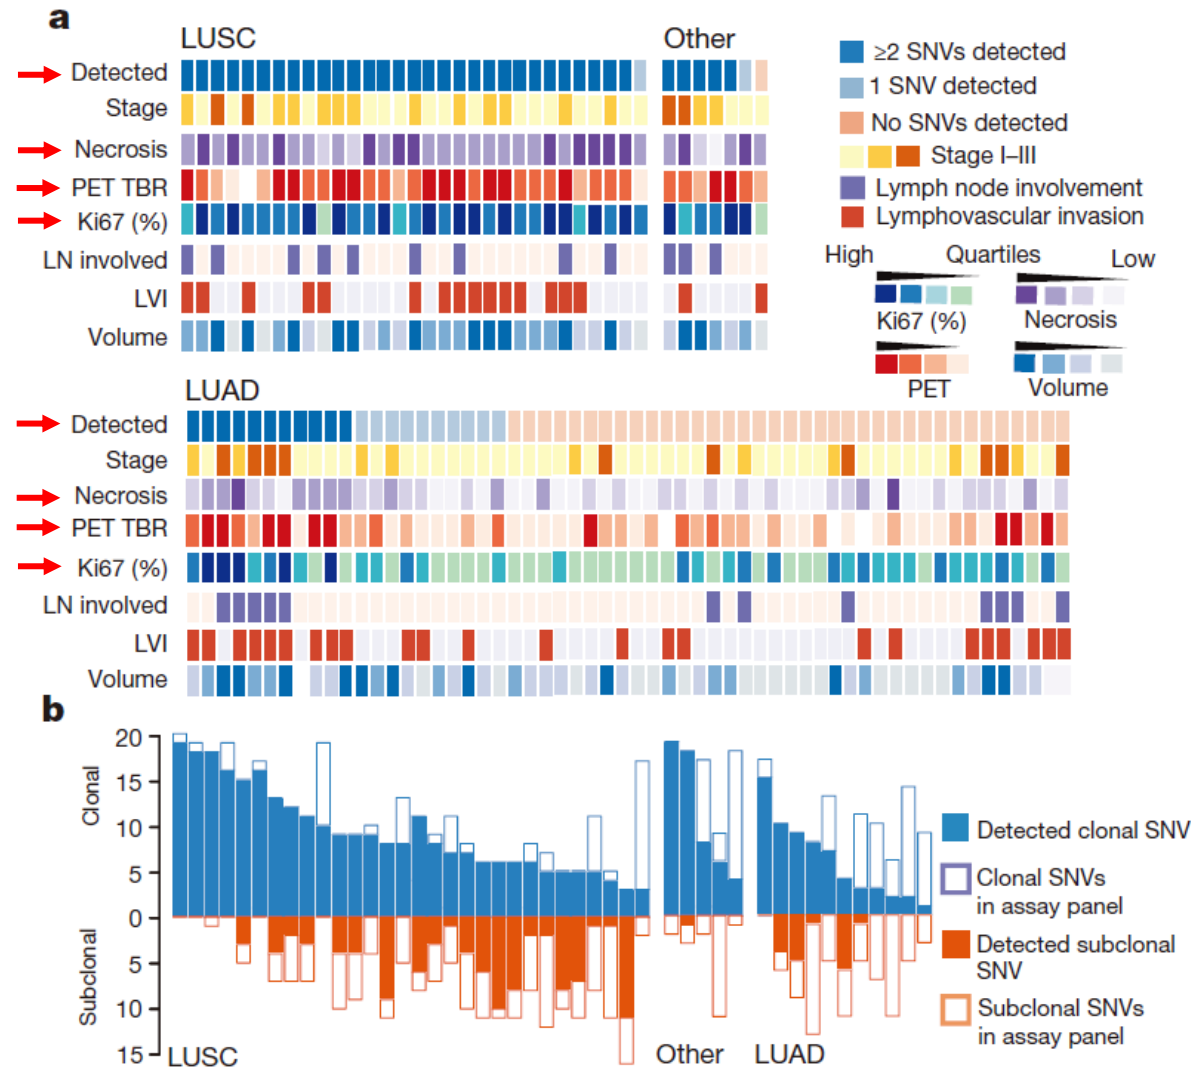 a
LUSC
Other
Detected
Stage
Necrosis
PET TBR
Ki67 (%)
LN involved
LVI
Volume
≥2 SNVs detected
1 SNV detected
No SNVs detected
Stage I–III
Lymph node involvement
Lymphovascular invasion
High Quartiles Low
Ki67 (%)
Necrosis
PET
Volume
LUAD
Detected
Stage
Necrosis
PET TBR
Ki67 (%)
LN involved
LVI
Volume
b
Clonal
20
15
10
5
0
Subclonal
5
10
15
LUSC
Other
LUAD
Detected clonal SNV
Clonal SNVs
in assay panel
Detected subclonal
SNV
Subclonal SNVs
in assay panel